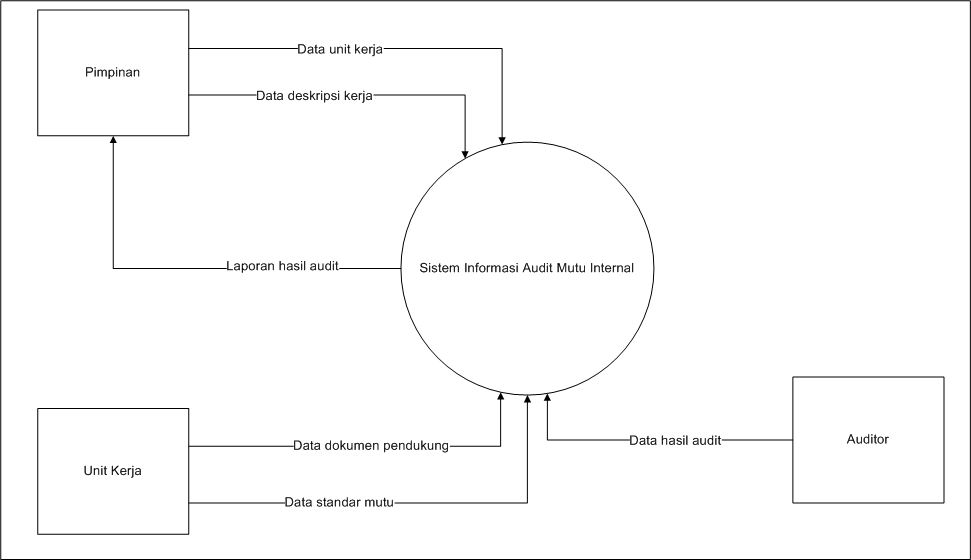 Pimpinan
Data unit kerja
Data deskripsi kerja
Laporan hasil audit
Sistem Informasi Audit Mutu Internal
Unit Kerja
Data dokumen pendukung
Data standar mutu
Data hasil audit
Auditor